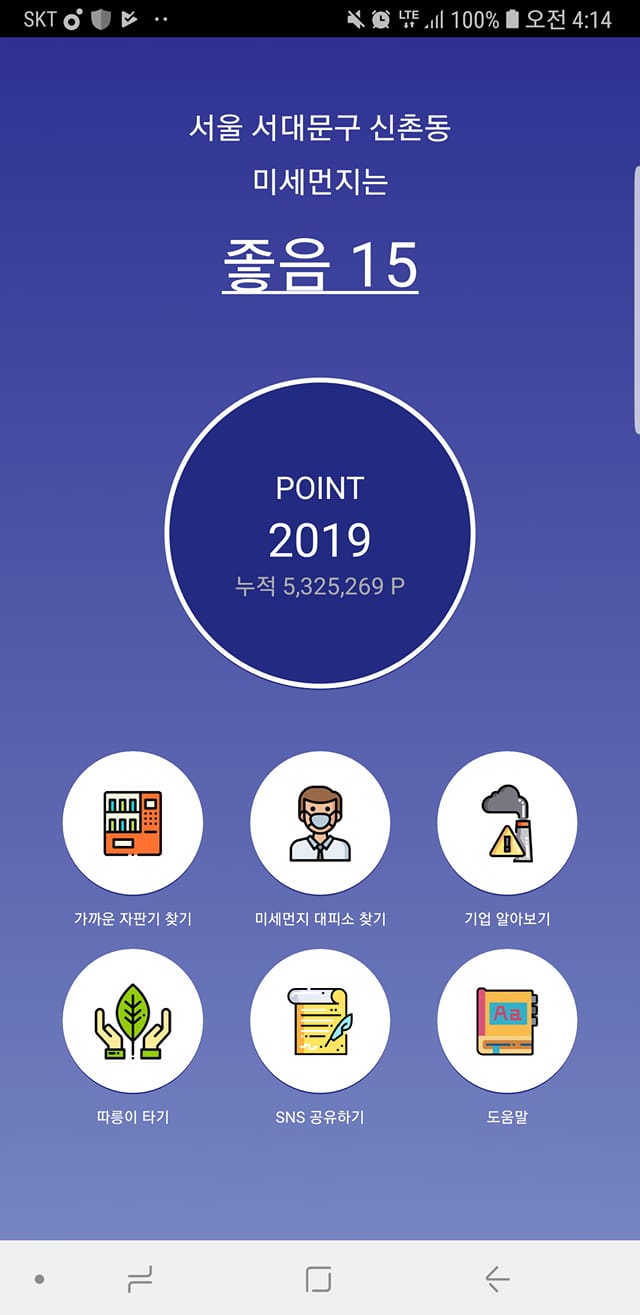 SKT LTE 100% 오전 4:14
서울 서대문구 신촌동
미세먼지는
좋음 15
POINT
2019
누적 5,325,269 P
가까운 자판기 찾기 미세먼지 대피소 찾기 기업 알아보기
Aa
따릉이 타기 SNS 공유하기 도움말